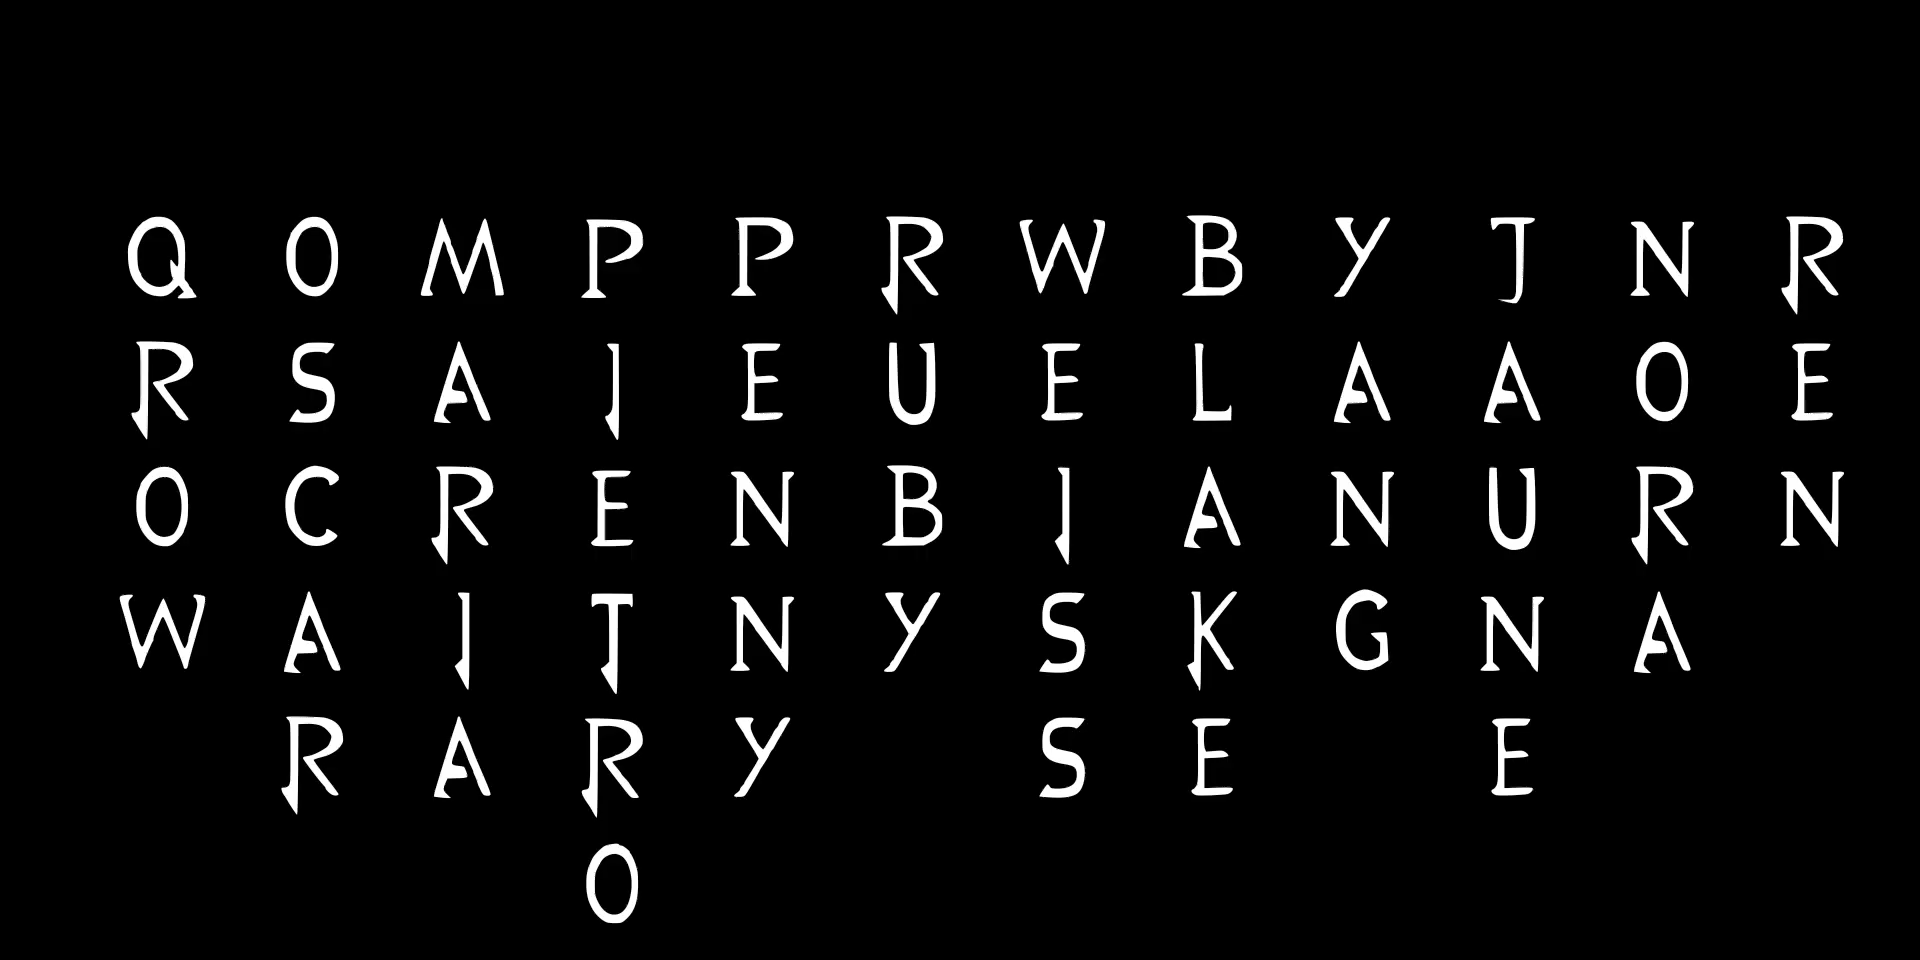 QROW
OSCAR
MARIA
PIETRO
PENNY
RUBY
WEISS
BLAKE
YANG
JAUNE
NORA
REN